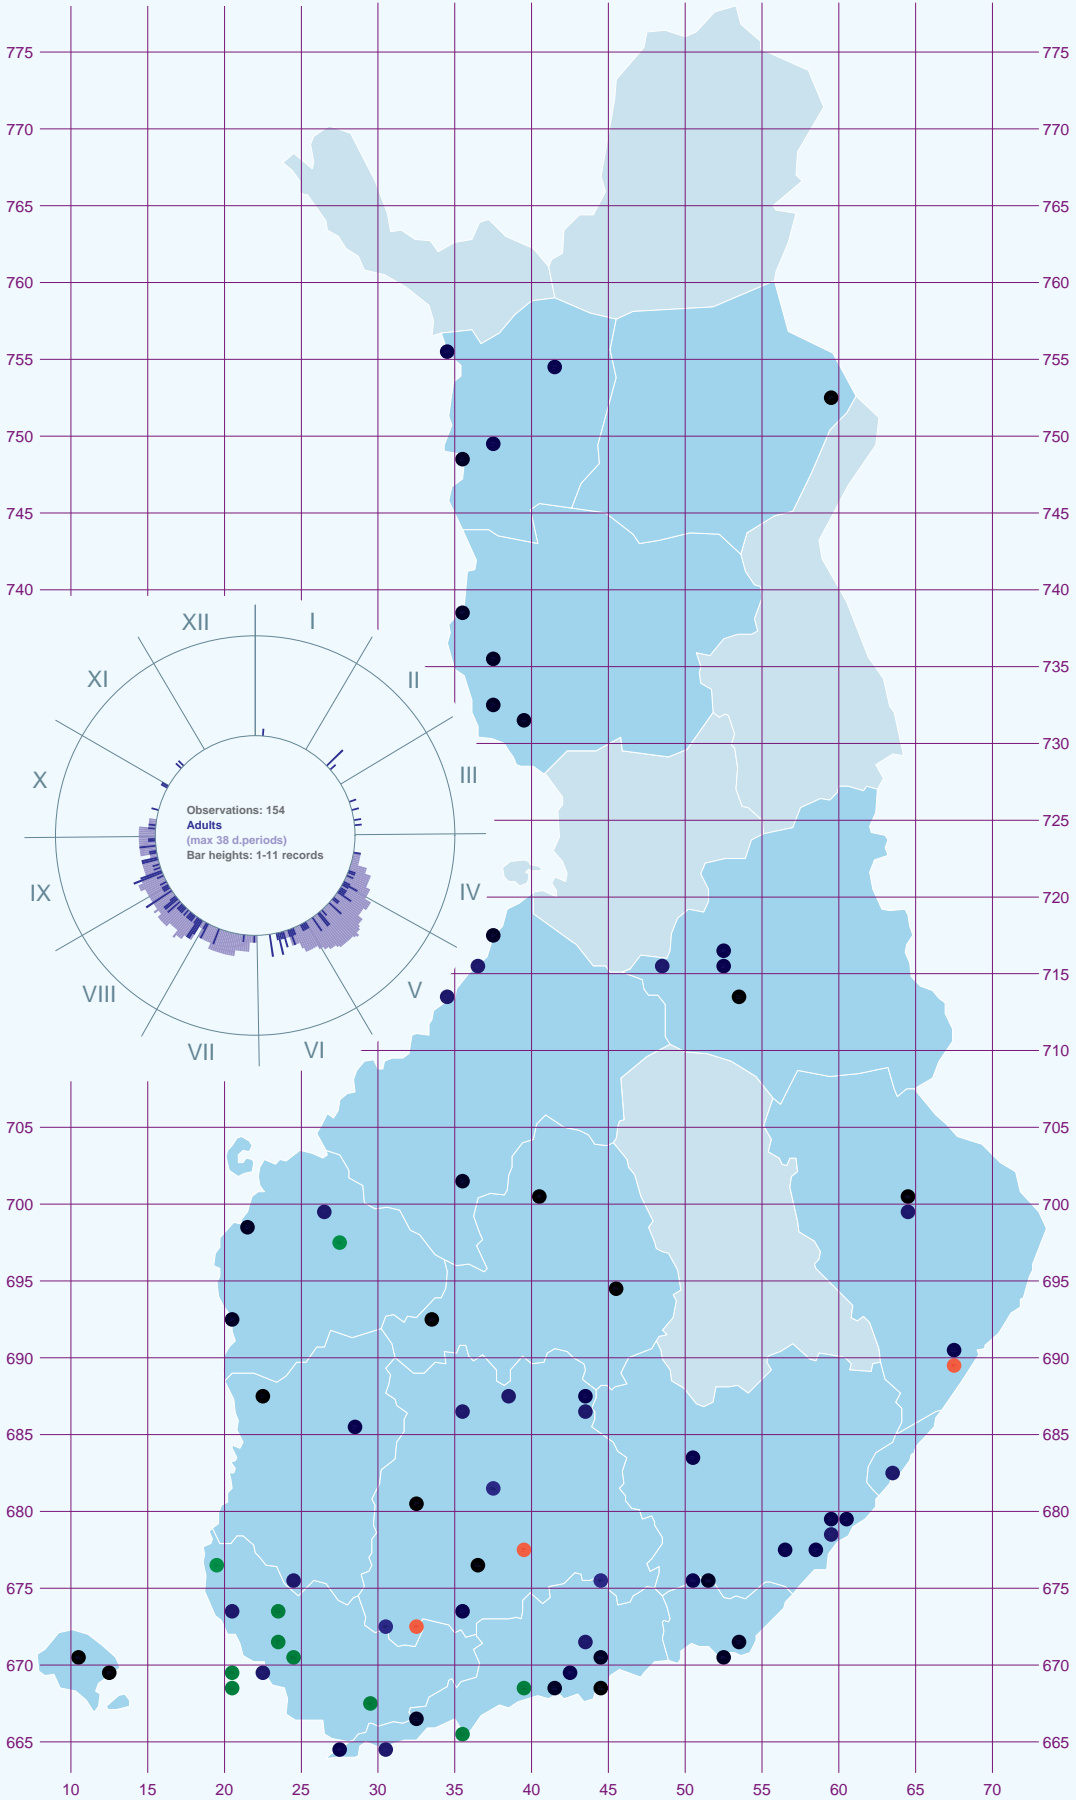 775 775
770 770
765 765
760 760
755 755
750 750
745 745
740 740
XII I
XI II
735
730
X III
Observations: 154
Adults
(max 38 d.periods)
Bar heights: 1-11 records
725
IX IV
720
VIII V
715
VII VI
710
705 705
700 700
695 695
690 690
685 685
680 680
675 675
670 670
665 665
10 15 20 25 30 35 40 45 50 55 60 65 70